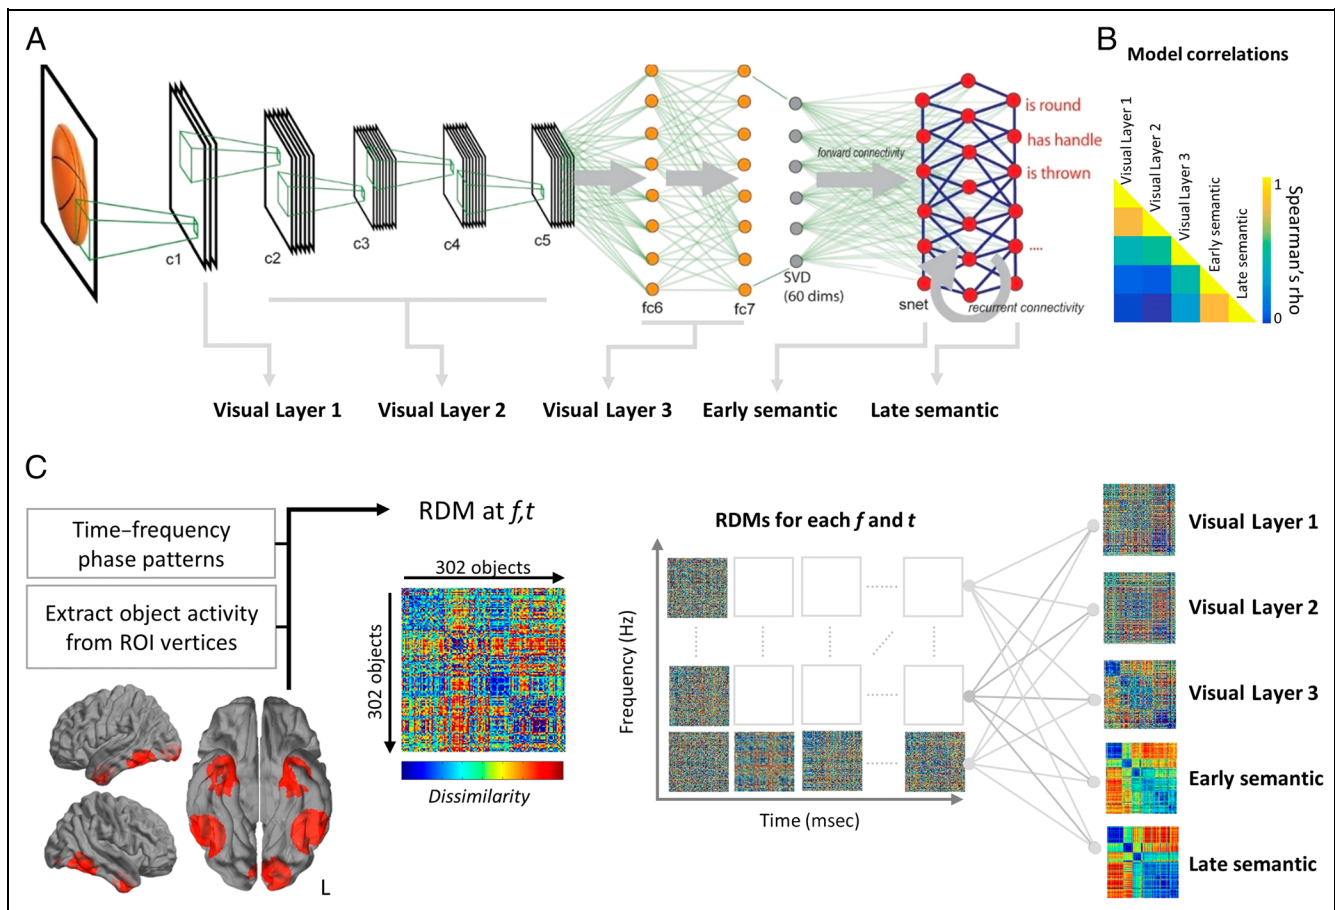 A
c1
c2
c3
c4
c5
fc6
fc7
SVD
(60 dims)
forward connectivity
is round
has handle
is thrown
....
snet
recurrent connectivity
Visual Layer 1
Visual Layer 2
Visual Layer 3
Early semantic
Late semantic
B
Model correlations
Visual Layer 1
Visual Layer 2
Visual Layer 3
Early semantic
Late semantic
1
0
Spearman's rho
C
Time–frequency
phase patterns
Extract object activity
from ROI vertices
L
RDM at f,t
302 objects
302 objects
Dissimilarity
RDMs for each f and t
Frequency (Hz)
Time (msec)
Visual Layer 1
Visual Layer 2
Visual Layer 3
Early semantic
Late semantic